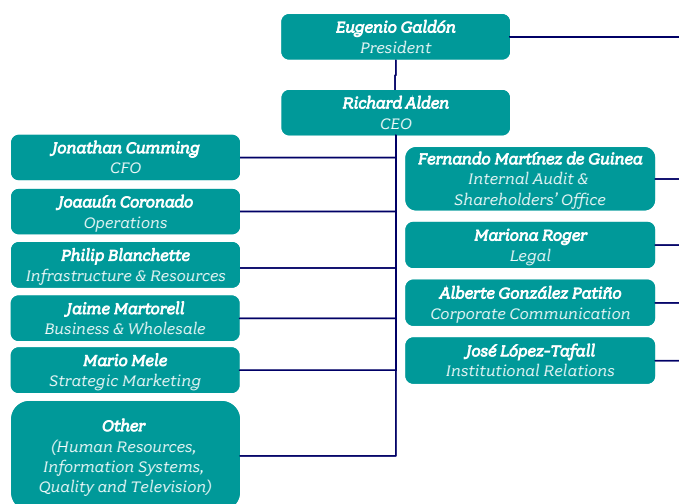 Eugenio Galdón
President
Richard Alden
CEO
Jonathan Cumming
CFO
Joaauín Coronado
Operations
Philip Blanchette
Infrastructure & Resources
Jaime Martorell
Business & Wholesale
Mario Mele
Strategic Marketing
Other
(Human Resources,
Information Systems,
Quality and Television)
Fernando Martínez de Guinea
Internal Audit &
Shareholders’ Office
Mariona Roger
Legal
Alberte González Patiño
Corporate Communication
José López-Tafall
Institutional Relations